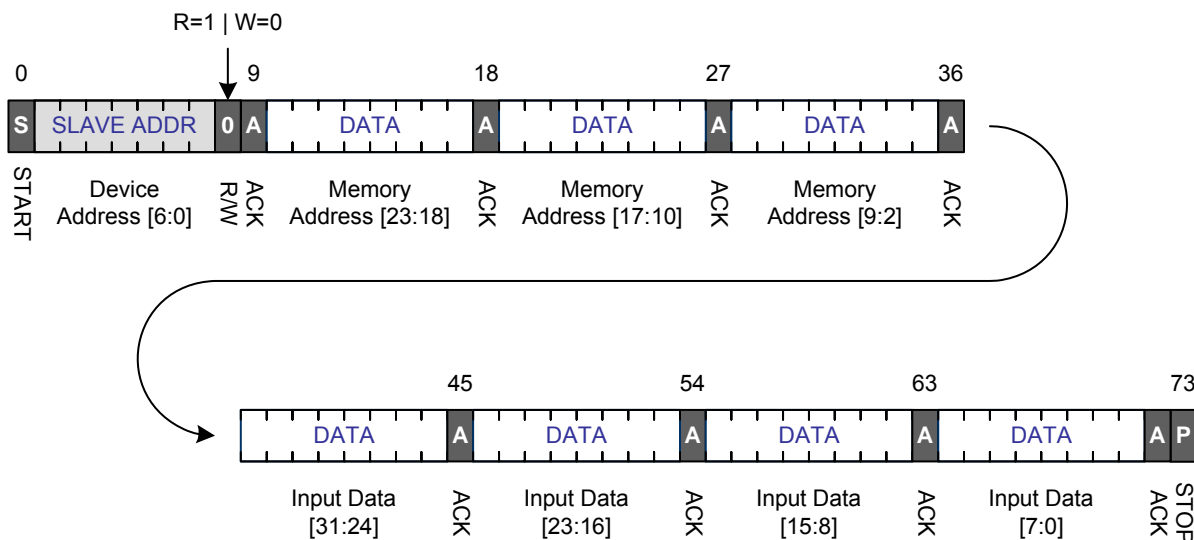 R=1 | W=0
0 9 18 27 36
S SLAVE ADDR 0 A DATA A DATA A DATA A
START Device Address [6:0] R/W ACK Memory Address [23:18] ACK Memory Address [17:10] ACK Memory Address [9:2] ACK
45 54 63 73
DATA A DATA A DATA A DATA A P
Input Data [31:24] ACK Input Data [23:16] ACK Input Data [15:8] ACK Input Data [7:0] ACK STOP